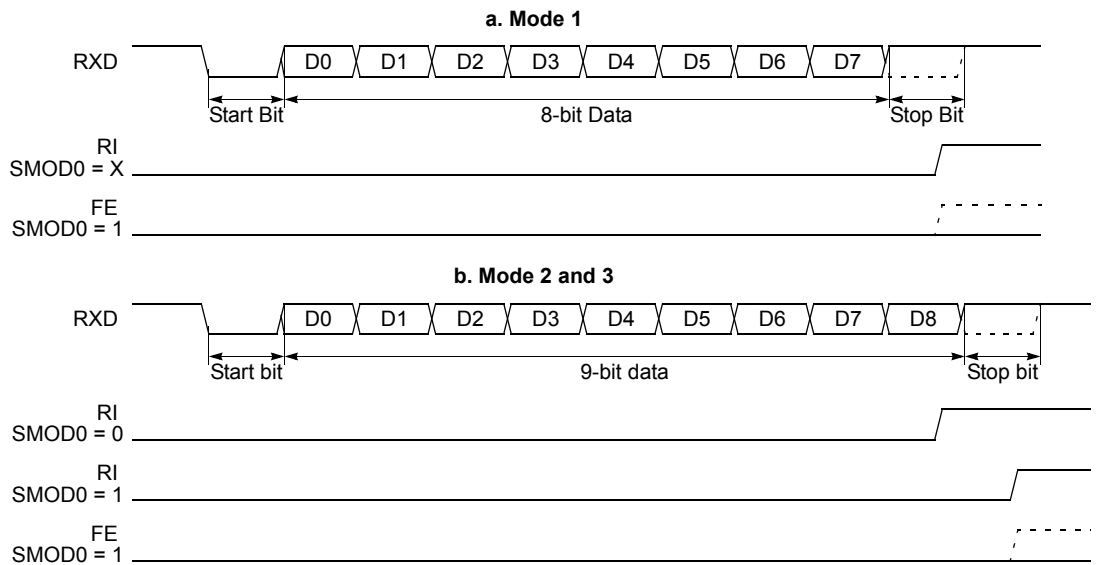 a. Mode 1
RXD
D0 D1 D2 D3 D4 D5 D6 D7
Start Bit 8-bit Data Stop Bit
RI
SMOD0 = X
FE
SMOD0 = 1
b. Mode 2 and 3
RXD
D0 D1 D2 D3 D4 D5 D6 D7 D8
Start bit 9-bit data Stop bit
RI
SMOD0 = 0
RI
SMOD0 = 1
FE
SMOD0 = 1